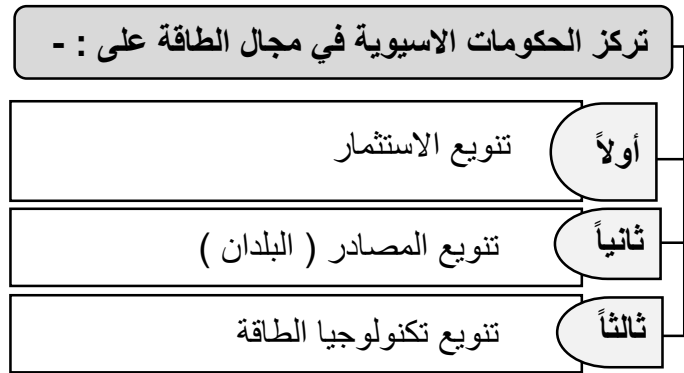 تركز الحكومات الاسيوية في مجال الطاقة على : -
أولاً تنويع الاستثمار
ثانياً تنويع المصادر ( البلدان )
ثالثاً تنويع تكنولوجيا الطاقة